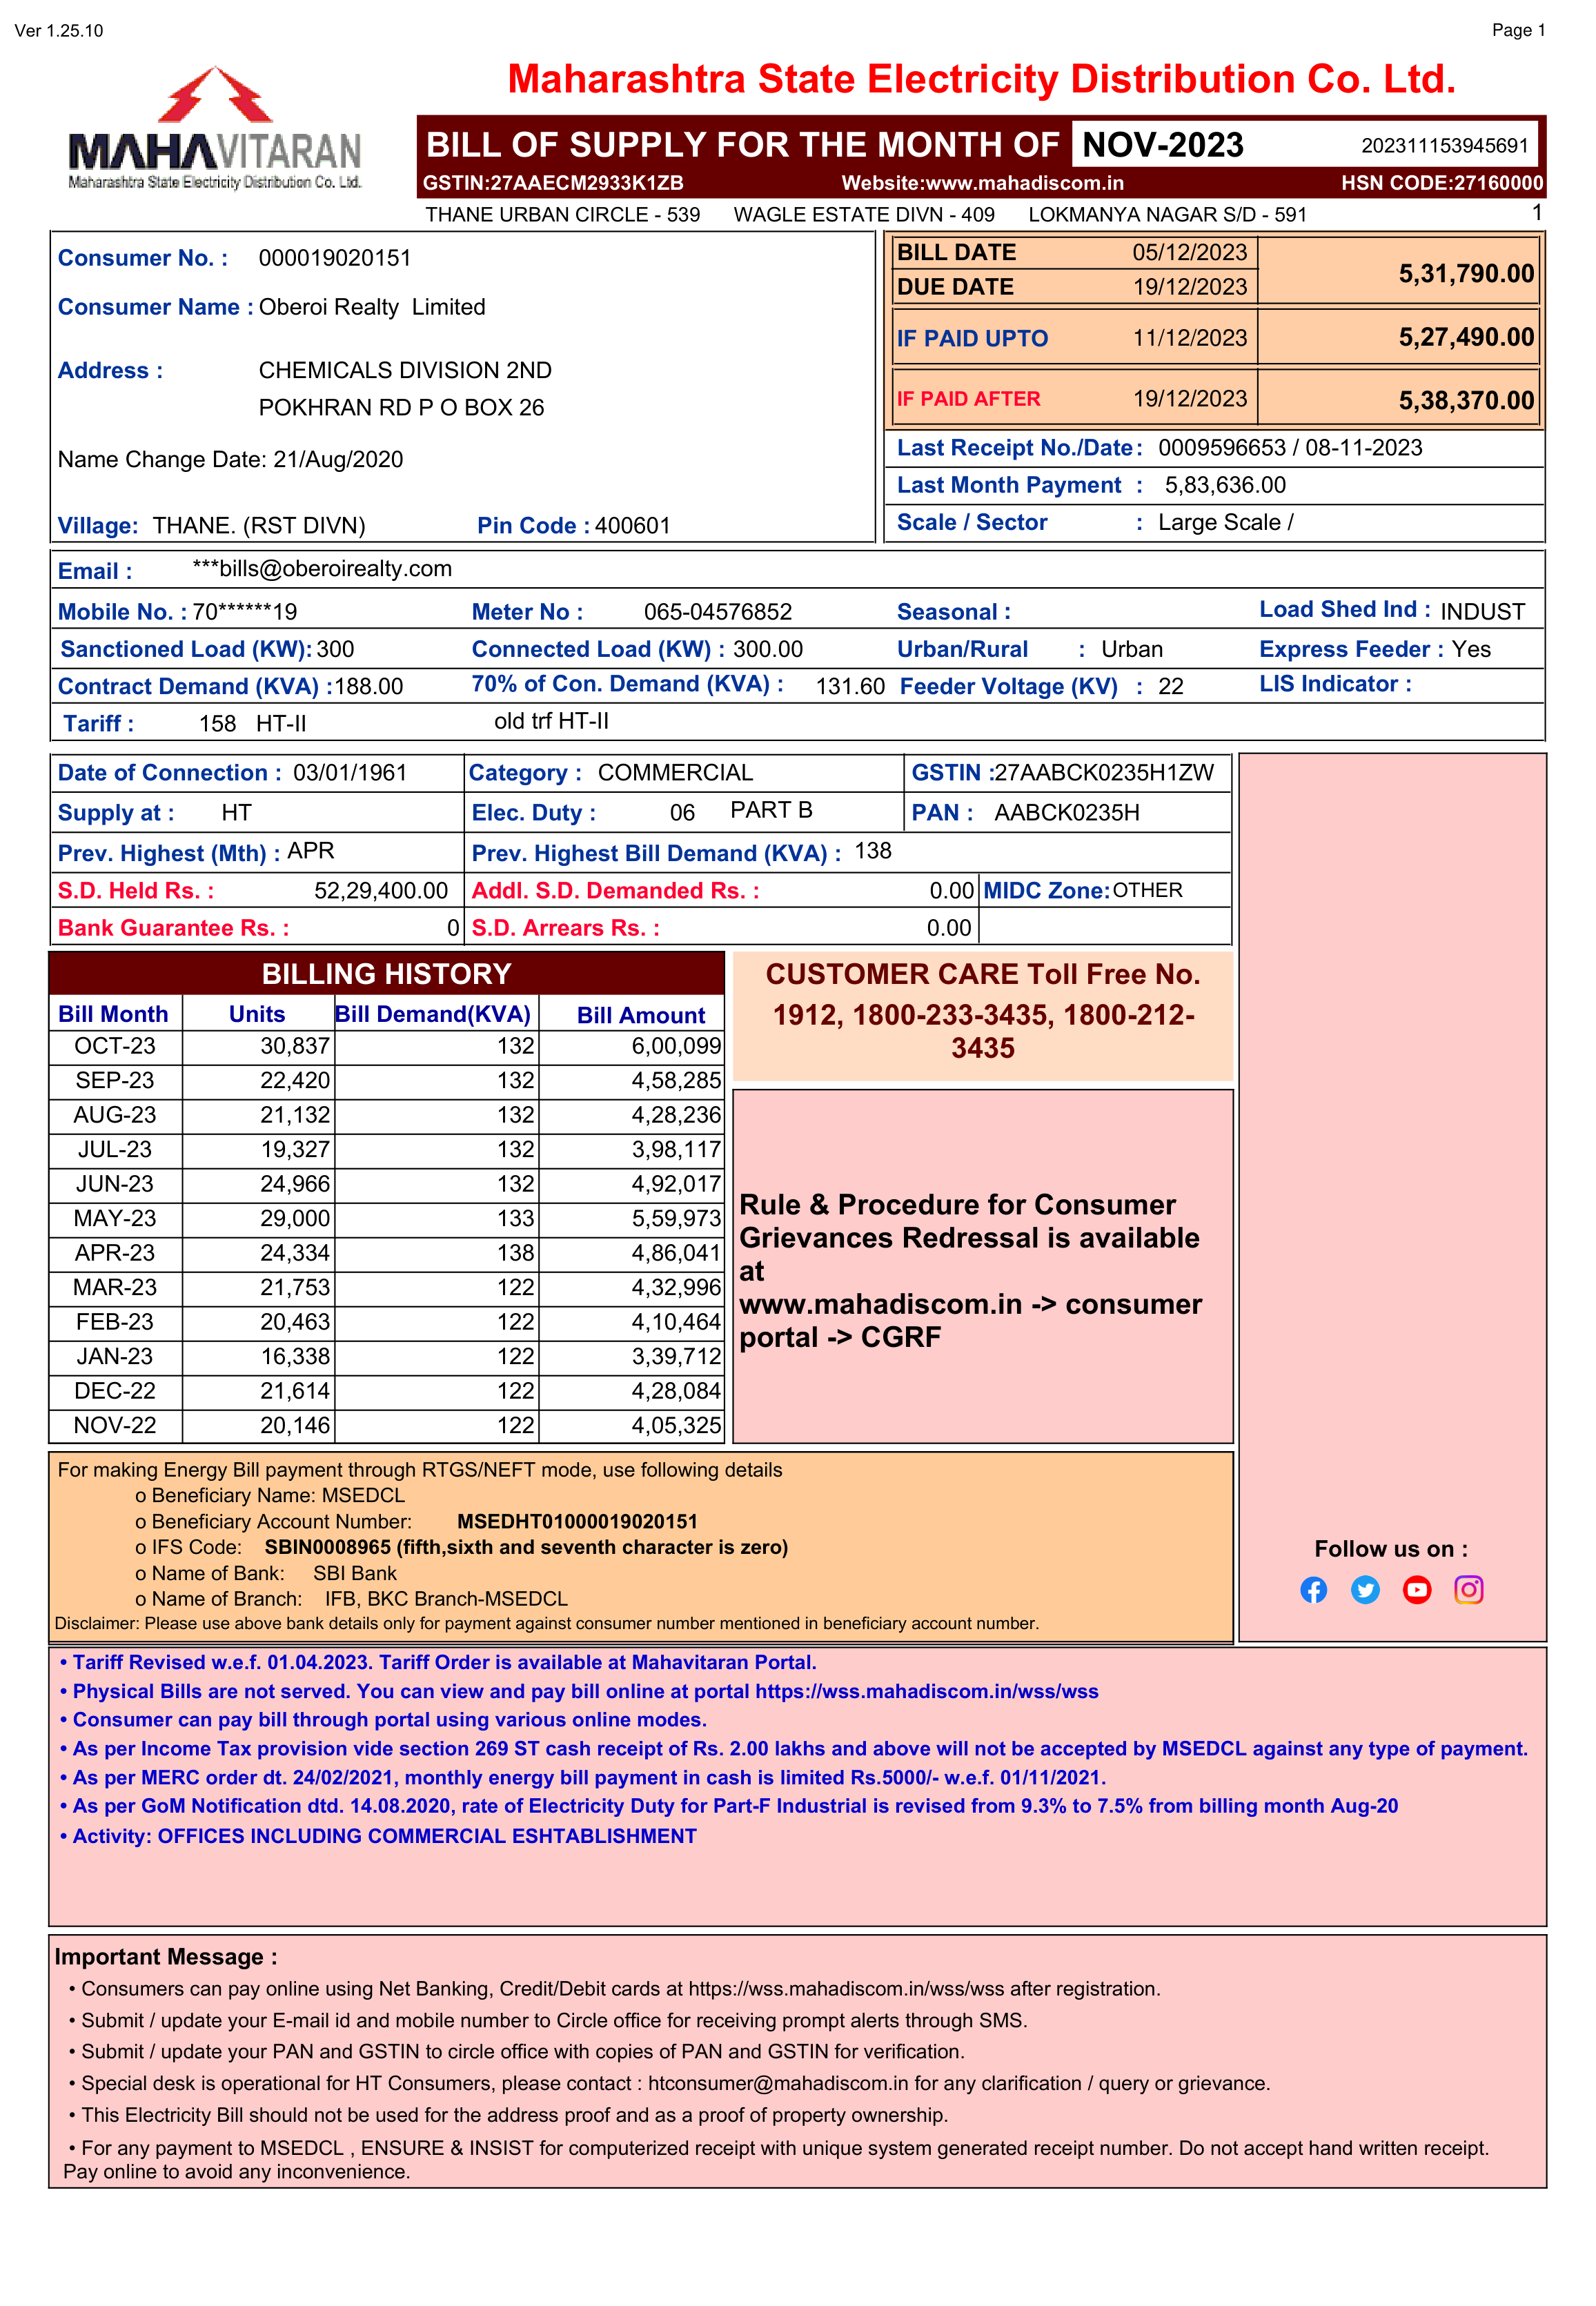 Ver 1.25.10
Page 1
MAHAVITARAN
Maharashtra State Electricity Distribution Co. Ltd.
Maharashtra State Electricity Distribution Co. Ltd.
BILL OF SUPPLY FOR THE MONTH OF NOV-2023 202311153945691
GSTIN:27AAECM2933K1ZB Website:www.mahadiscom.in HSN CODE:27160000
THANE URBAN CIRCLE - 539 WAGLE ESTATE DIVN - 409 LOKMANYA NAGAR S/D - 591 1
Consumer No. : 000019020151
Consumer Name : Oberoi Realty Limited
Address : CHEMICALS DIVISION 2ND
POKHRAN RD P O BOX 26
Name Change Date: 21/Aug/2020
Village: THANE. (RST DIVN) Pin Code : 400601
BILL DATE 05/12/2023
DUE DATE 19/12/2023
5,31,790.00
IF PAID UPTO 11/12/2023 5,27,490.00
IF PAID AFTER 19/12/2023 5,38,370.00
Last Receipt No./Date : 0009596653 / 08-11-2023
Last Month Payment : 5,83,636.00
Scale / Sector : Large Scale /
Email : ***bills@oberoirealty.com
Mobile No. : 70******19 Meter No : 065-04576852 Seasonal : Load Shed Ind : INDUST
Sanctioned Load (KW): 300 Connected Load (KW) : 300.00 Urban/Rural : Urban Express Feeder : Yes
Contract Demand (KVA) :188.00 70% of Con. Demand (KVA) : 131.60 Feeder Voltage (KV) : 22 LIS Indicator :
Tariff : 158 HT-II old trf HT-II
Date of Connection : 03/01/1961 Category : COMMERCIAL GSTIN :27AABCK0235H1ZW
Supply at : HT Elec. Duty : 06 PART B PAN : AABCK0235H
Prev. Highest (Mth) : APR Prev. Highest Bill Demand (KVA) : 138
S.D. Held Rs. : 52,29,400.00 Addl. S.D. Demanded Rs. : 0.00 MIDC Zone:OTHER
Bank Guarantee Rs. : 0 S.D. Arrears Rs. : 0.00
BILLING HISTORY
Bill Month Units Bill Demand(KVA) Bill Amount
OCT-23 30,837 132 6,00,099
SEP-23 22,420 132 4,58,285
AUG-23 21,132 132 4,28,236
JUL-23 19,327 132 3,98,117
JUN-23 24,966 132 4,92,017
MAY-23 29,000 133 5,59,973
APR-23 24,334 138 4,86,041
MAR-23 21,753 122 4,32,996
FEB-23 20,463 122 4,10,464
JAN-23 16,338 122 3,39,712
DEC-22 21,614 122 4,28,084
NOV-22 20,146 122 4,05,325
CUSTOMER CARE Toll Free No.
1912, 1800-233-3435, 1800-212-
3435
Rule & Procedure for Consumer
Grievances Redressal is available
at
www.mahadiscom.in -> consumer
portal -> CGRF
For making Energy Bill payment through RTGS/NEFT mode, use following details
o Beneficiary Name: MSEDCL
o Beneficiary Account Number: MSEDHT01000019020151
o IFS Code: SBIN0008965 (fifth,sixth and seventh character is zero)
o Name of Bank: SBI Bank
o Name of Branch: IFB, BKC Branch-MSEDCL
Disclaimer: Please use above bank details only for payment against consumer number mentioned in beneficiary account number.
Follow us on :
• Tariff Revised w.e.f. 01.04.2023. Tariff Order is available at Mahavitaran Portal.
• Physical Bills are not served. You can view and pay bill online at portal https://wss.mahadiscom.in/wss/wss
• Consumer can pay bill through portal using various online modes.
• As per Income Tax provision vide section 269 ST cash receipt of Rs. 2.00 lakhs and above will not be accepted by MSEDCL against any type of payment.
• As per MERC order dt. 24/02/2021, monthly energy bill payment in cash is limited Rs.5000/- w.e.f. 01/11/2021.
• As per GoM Notification dtd. 14.08.2020, rate of Electricity Duty for Part-F Industrial is revised from 9.3% to 7.5% from billing month Aug-20
• Activity: OFFICES INCLUDING COMMERCIAL ESHTABLISHMENT
Important Message :
• Consumers can pay online using Net Banking, Credit/Debit cards at https://wss.mahadiscom.in/wss/wss after registration.
• Submit / update your E-mail id and mobile number to Circle office for receiving prompt alerts through SMS.
• Submit / update your PAN and GSTIN to circle office with copies of PAN and GSTIN for verification.
• Special desk is operational for HT Consumers, please contact : htconsumer@mahadiscom.in for any clarification / query or grievance.
• This Electricity Bill should not be used for the address proof and as a proof of property ownership.
• For any payment to MSEDCL , ENSURE & INSIST for computerized receipt with unique system generated receipt number. Do not accept hand written receipt.
Pay online to avoid any inconvenience.